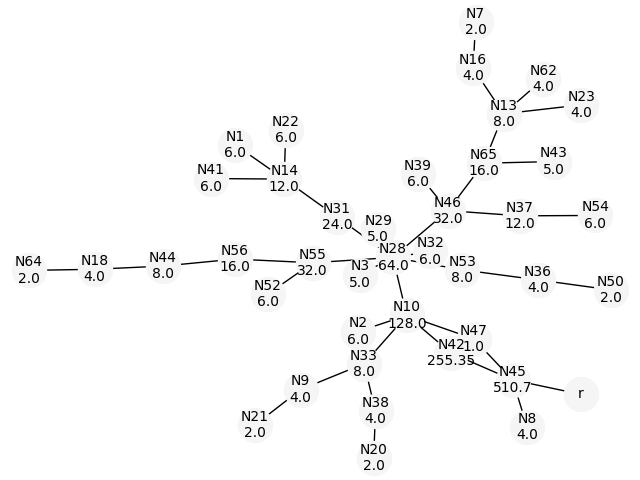 N7
2.0
N16
4.0
N62
4.0
N23
4.0
N13
8.0
N22
6.0
N1
6.0
N65
16.0
N43
5.0
N41
6.0
N14
12.0
N39
6.0
N46
32.0
N37
12.0
N54
6.0
N31
24.0
N29
5.0
N28
64.0
N32
6.0
N64
2.0
N18
4.0
N44
8.0
N56
16.0
N55
32.0
N3
5.0
N53
8.0
N36
4.0
N50
2.0
N52
6.0
N10
128.0
N2
6.0
N47
1.0
N42
255.35
N33
8.0
N45
510.7
r
N9
4.0
N38
4.0
N21
2.0
N8
4.0
N20
2.0